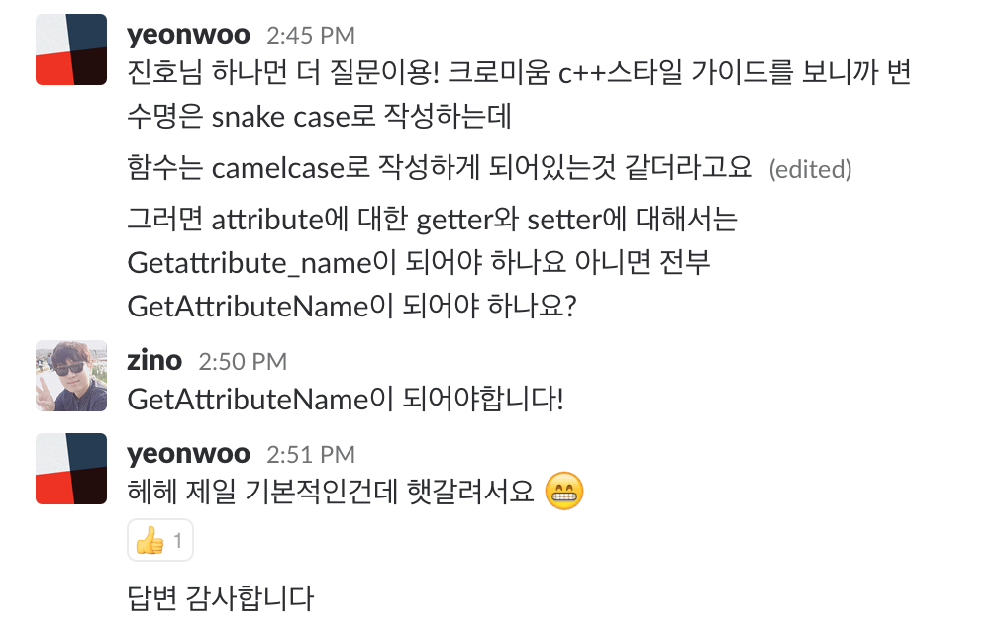 yeonwoo 2:45 PM
진호님 하나먼 더 질문이용! 크로미움 c++스타일 가이드를 보니까 변
수명은 snake case로 작성하는데
함수는 camelcase로 작성하게 되어있는것 같더라고요 (edited)
그러면 attribute에 대한 getter와 setter에 대해서는
Getattribute_name이 되어야 하나요 아니면 전부
GetAttributeName이 되어야 하나요?
zino 2:50 PM
GetAttributeName이 되어야합니다!
yeonwoo 2:51 PM
헤헤 제일 기본적인건데 햇갈려서요 😁
👍 1
답변 감사합니다